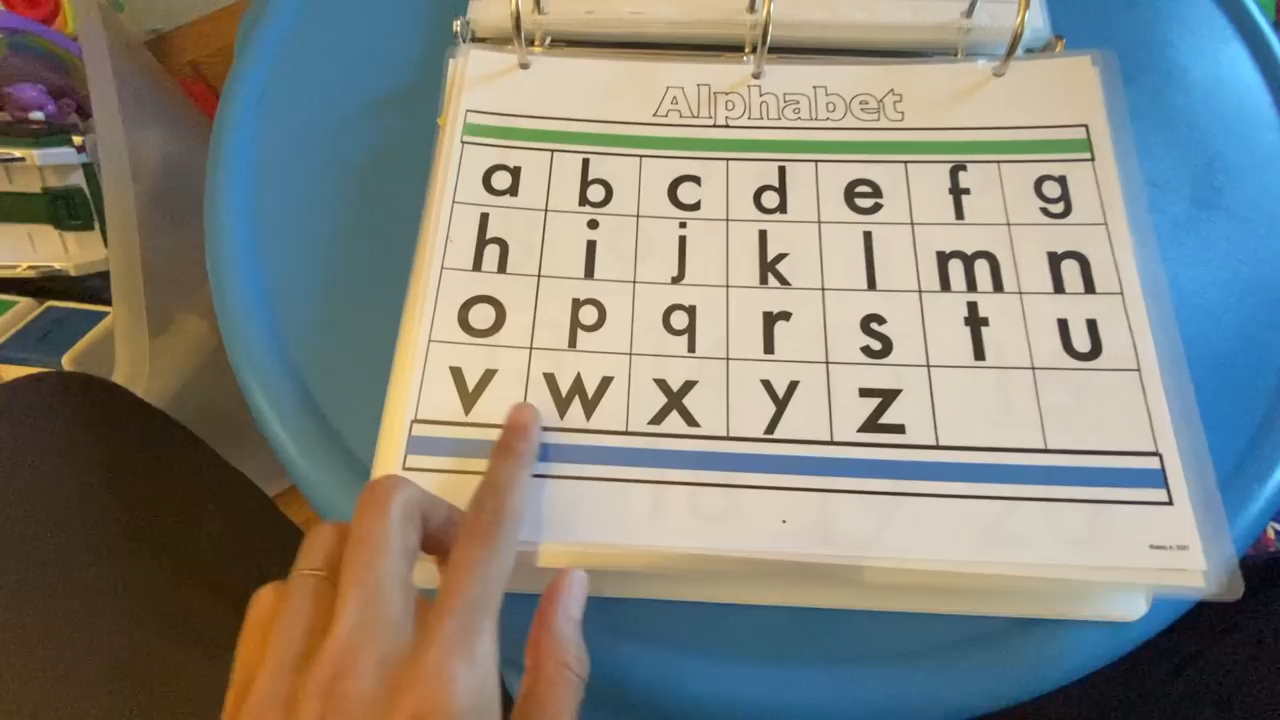 Alphabet
a b c d e f g
h i j k l m n
o p q r s t u
v w x y z